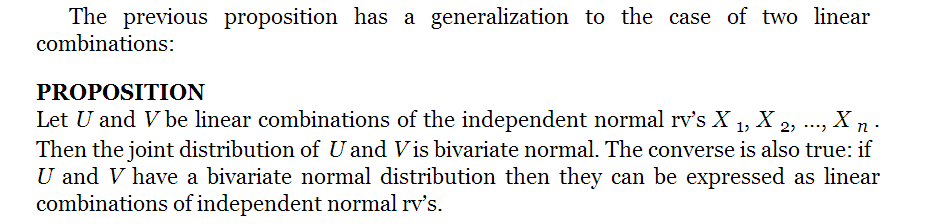 The previous proposition has a generalization to the case of two linear
combinations:
PROPOSITION
Let U and V be linear combinations of the independent normal rv’s X 1, X 2, ..., X n .
Then the joint distribution of U and V is bivariate normal. The converse is also true: if
U and V have a bivariate normal distribution then they can be expressed as linear
combinations of independent normal rv’s.